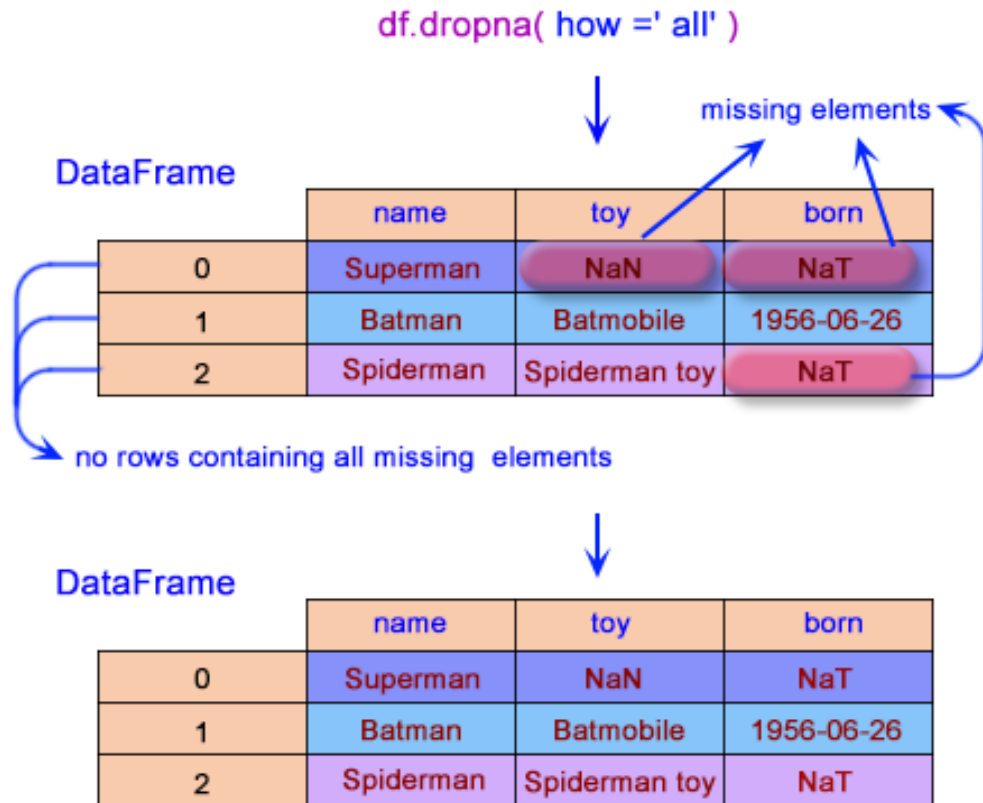 df.dropna( how =' all' )
missing elements
DataFrame
name toy born
0 Superman NaN NaT
1 Batman Batmobile 1956-06-26
2 Spiderman Spiderman toy NaT
no rows containing all missing elements
DataFrame
name toy born
0 Superman NaN NaT
1 Batman Batmobile 1956-06-26
2 Spiderman Spiderman toy NaT